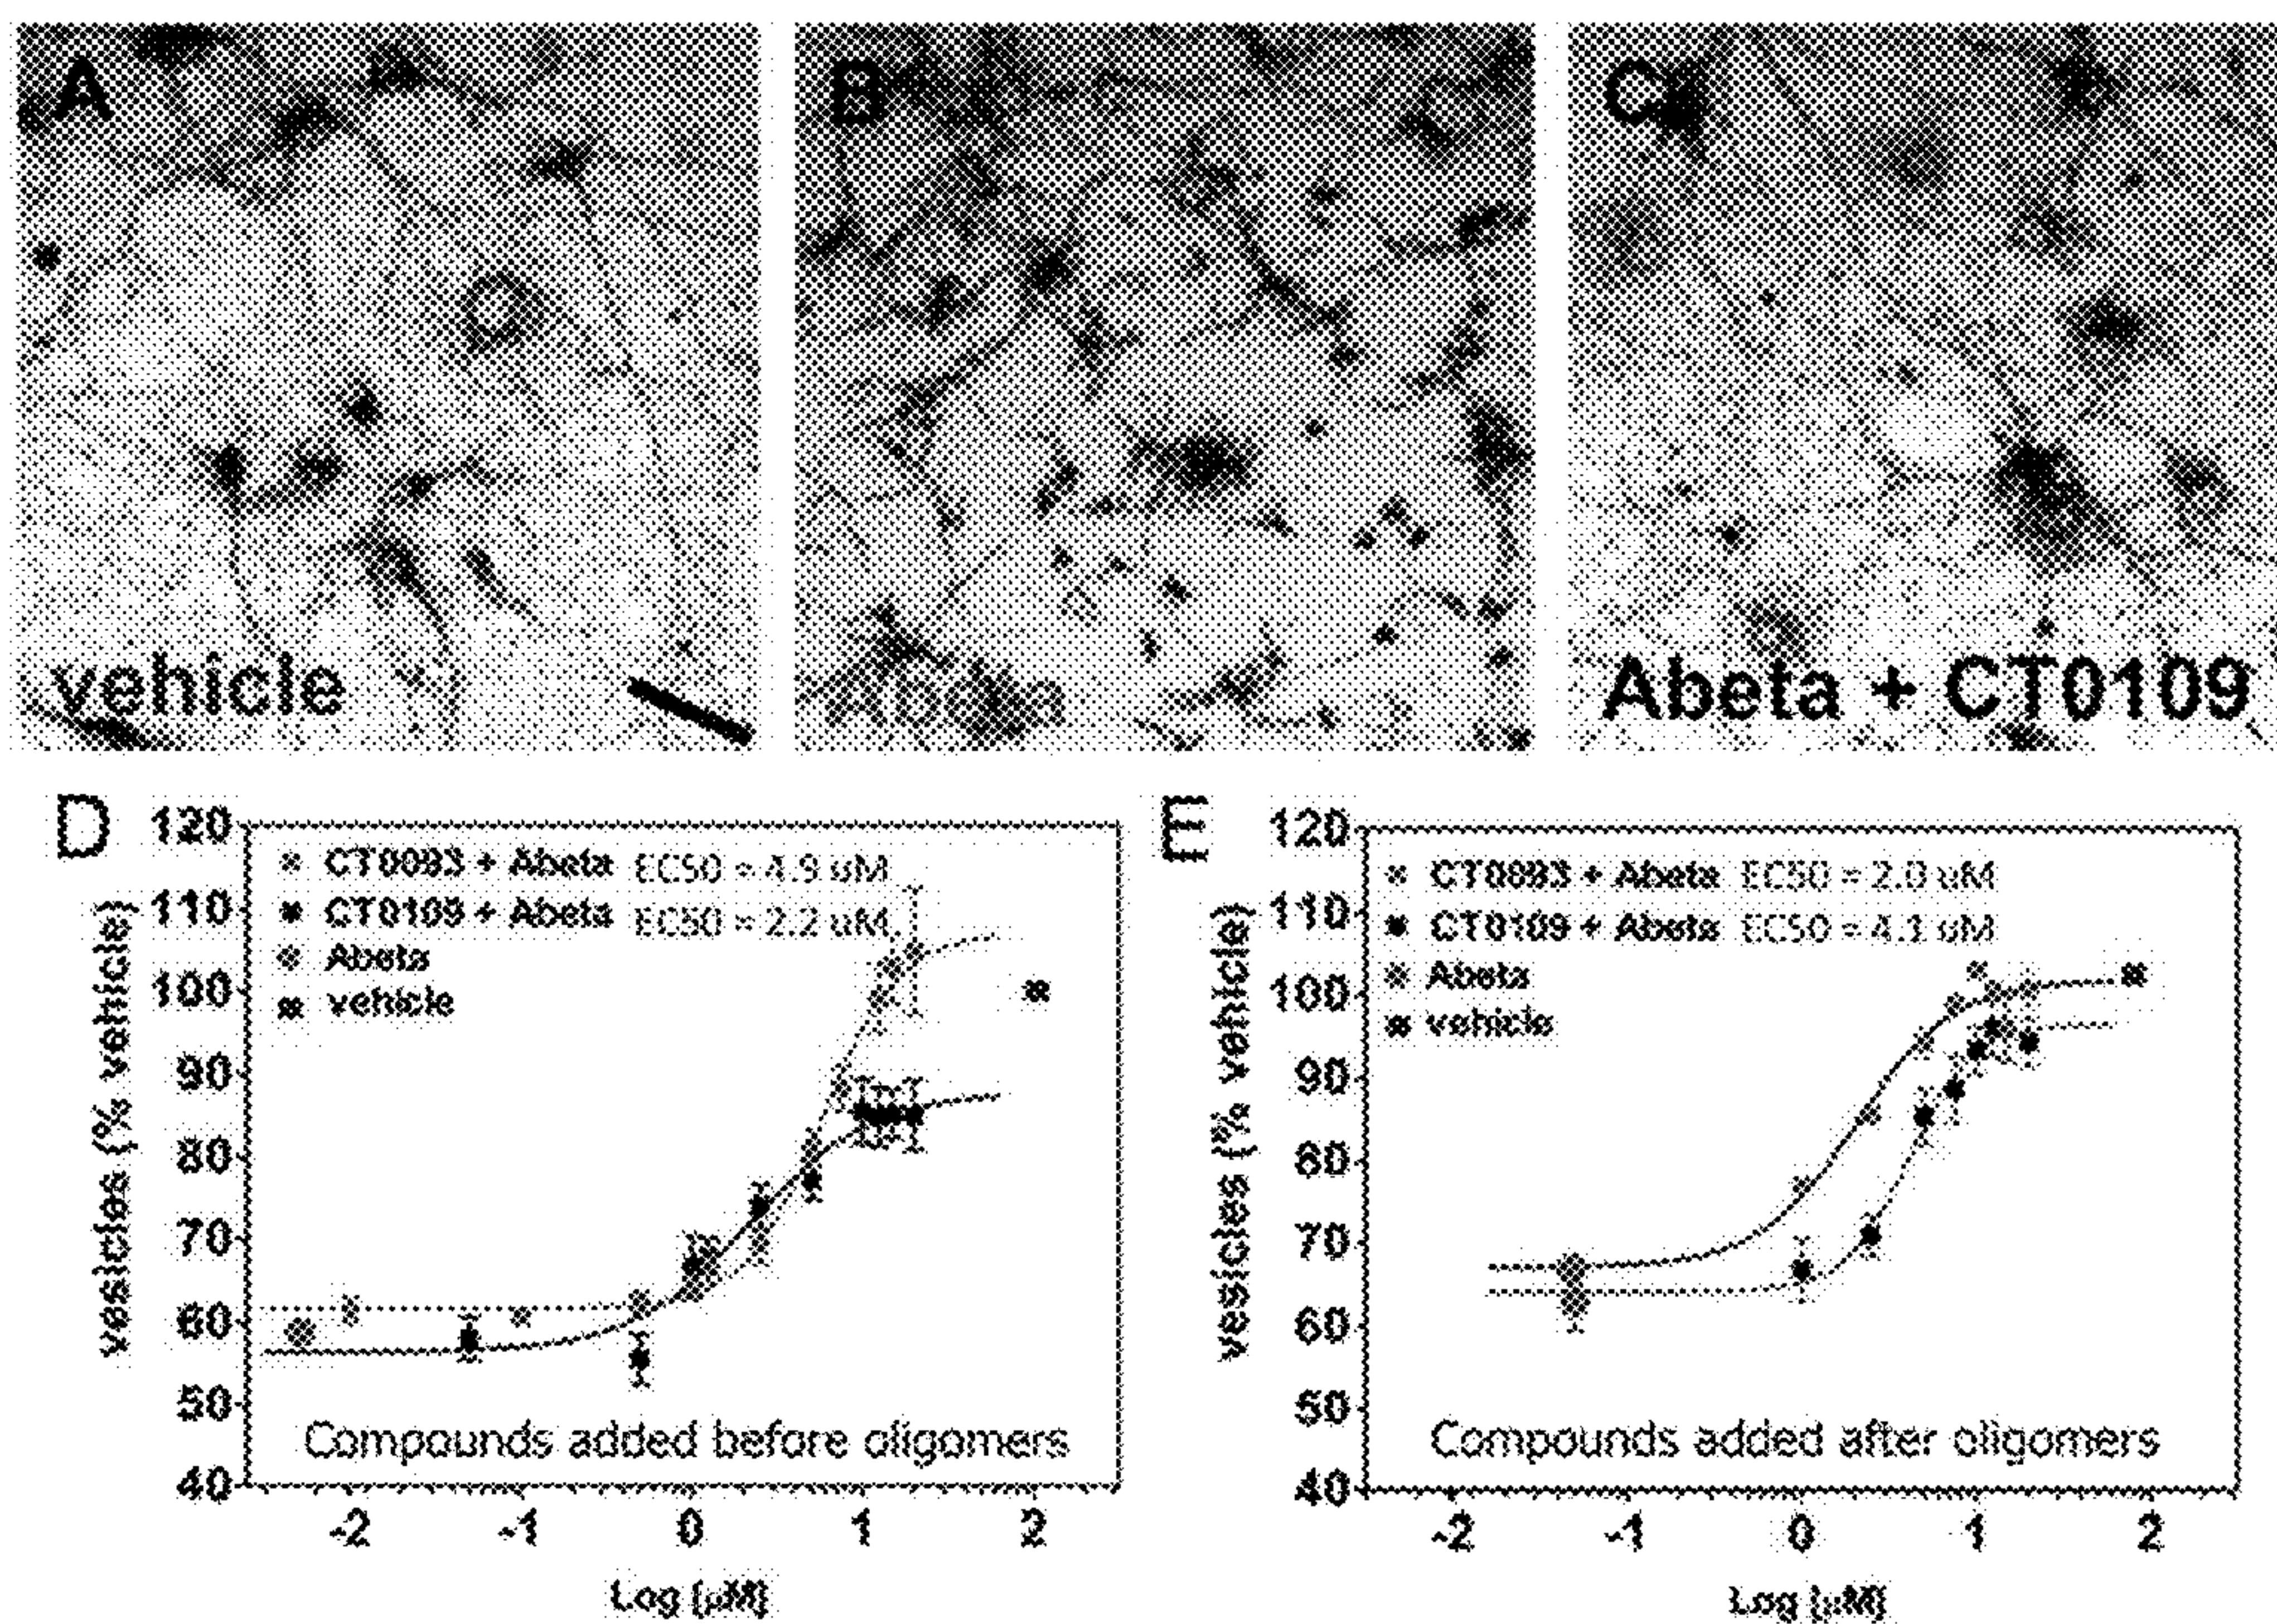 A
B
C
vehicle
Abeta + CT0109
D
120
110
100
90
80
70
60
50
40
vesicles (% vehicle)
CT0093 + Abeta EC50 = 4.9 uM
CT0109 + Abeta EC50 = 2.2 uM
Abeta
vehicle
Compounds added before oligomers
-2 -1 0 1 2
Log [µM]
E
120
110
100
90
80
70
60
50
40
vesicles (% vehicle)
CT0093 + Abeta EC50 = 2.0 uM
CT0109 + Abeta EC50 = 4.1 uM
Abeta
vehicle
Compounds added after oligomers
-2 -1 0 1 2
Log [µM]